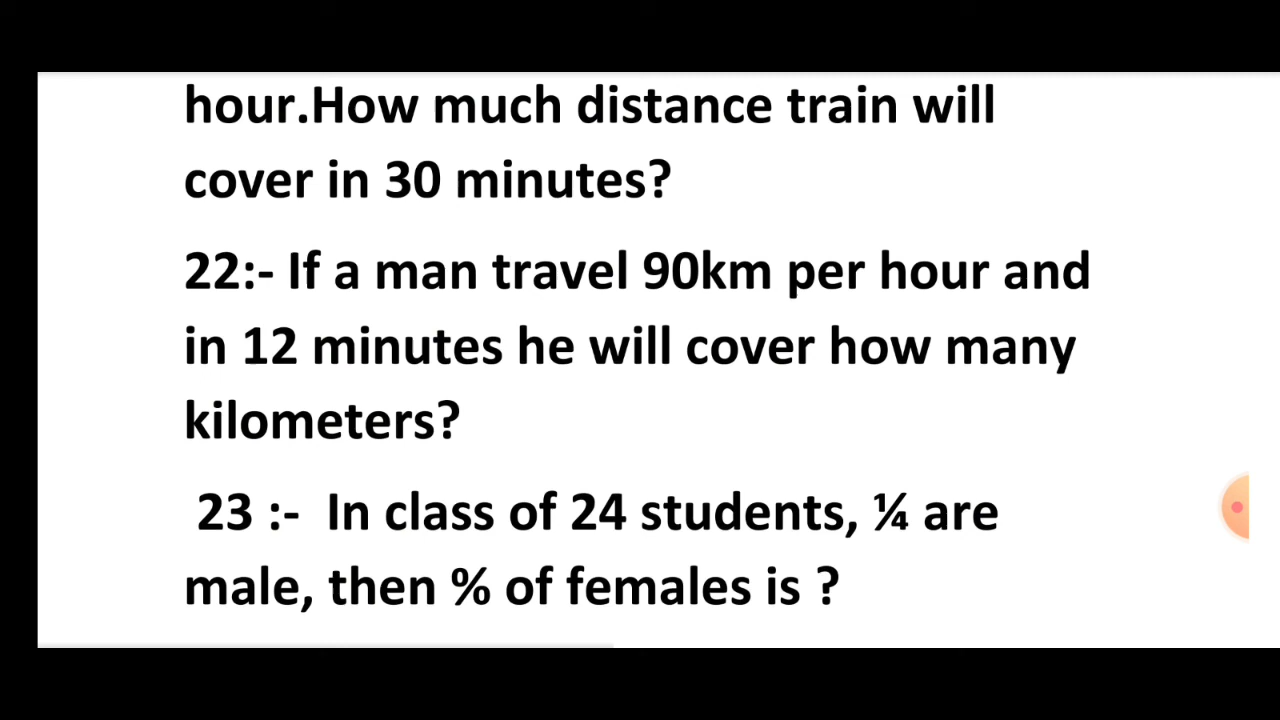 hour.How much distance train will
cover in 30 minutes?
22:- If a man travel 90km per hour and
in 12 minutes he will cover how many
kilometers?
23 :-  In class of 24 students, ¼ are
male, then % of females is ?